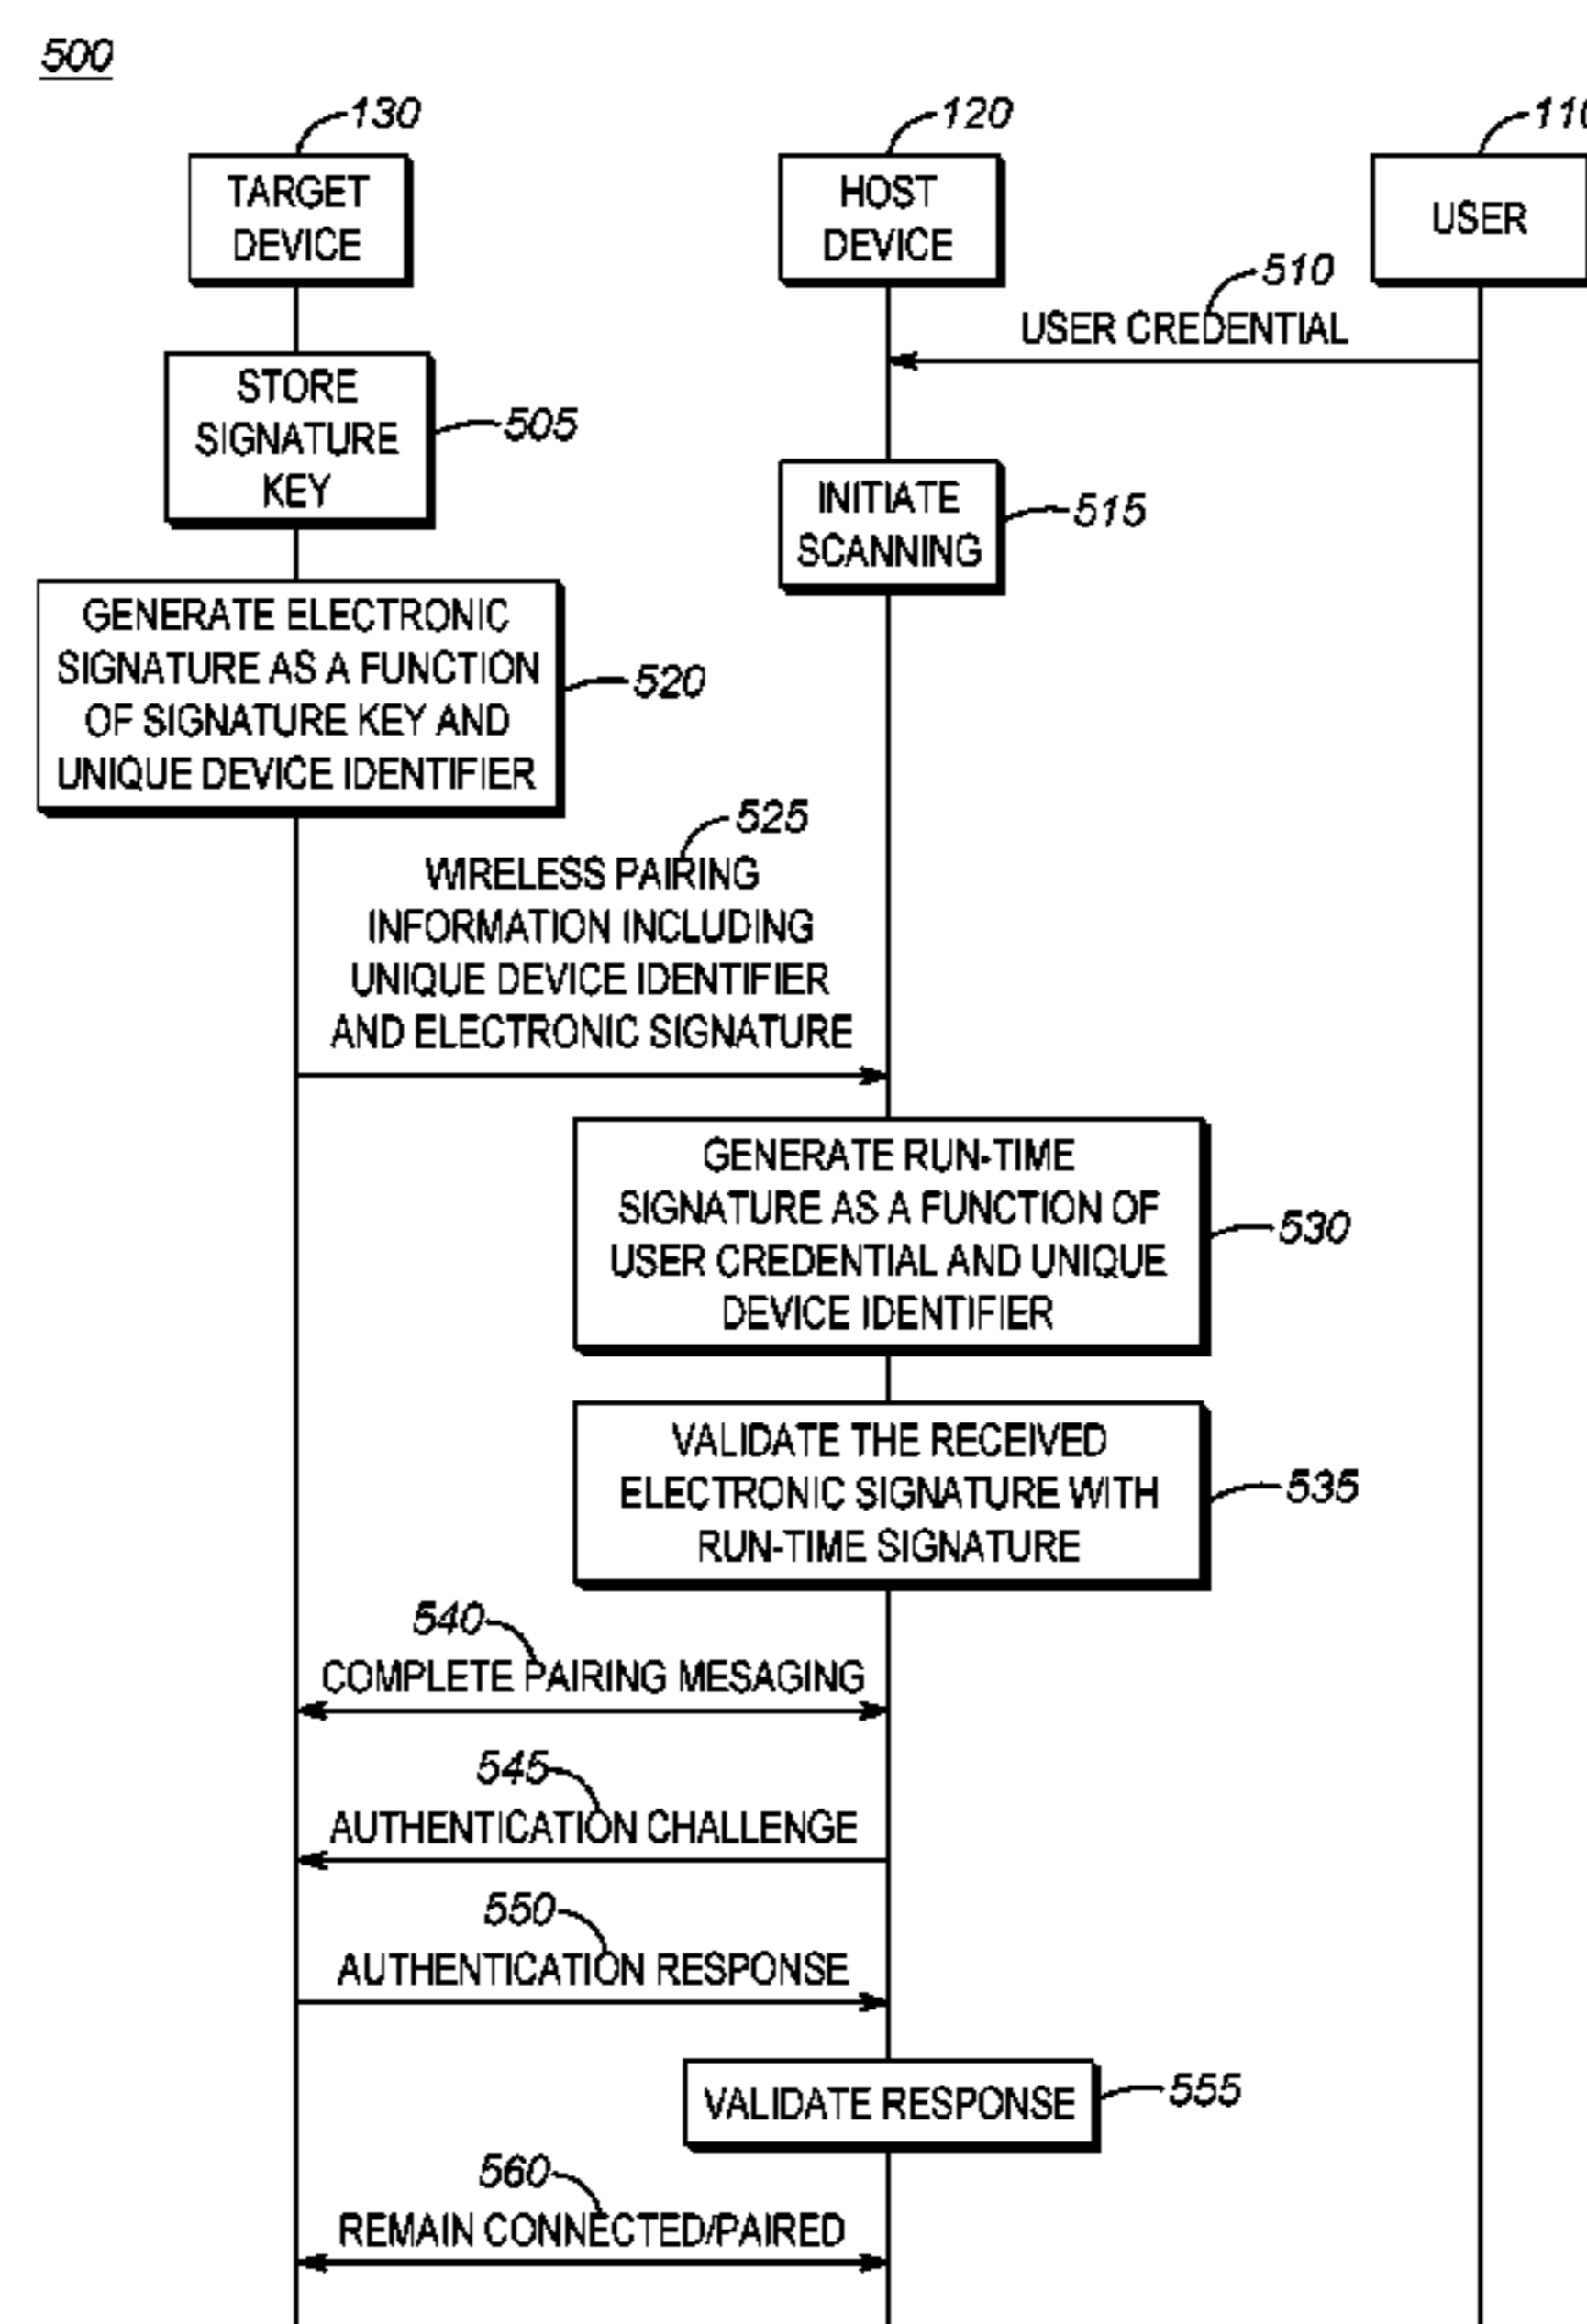 500
130
120
110
TARGET
DEVICE
HOST
DEVICE
USER
510
USER CREDENTIAL
STORE
SIGNATURE
KEY
505
INITIATE
SCANNING
515
GENERATE ELECTRONIC
SIGNATURE AS A FUNCTION
OF SIGNATURE KEY AND
UNIQUE DEVICE IDENTIFIER
520
525
WIRELESS PAIRING
INFORMATION INCLUDING
UNIQUE DEVICE IDENTIFIER
AND ELECTRONIC SIGNATURE
GENERATE RUN-TIME
SIGNATURE AS A FUNCTION OF
USER CREDENTIAL AND UNIQUE
DEVICE IDENTIFIER
530
VALIDATE THE RECEIVED
ELECTRONIC SIGNATURE WITH
RUN-TIME SIGNATURE
535
540
COMPLETE PAIRING MESAGING
545
AUTHENTICATION CHALLENGE
550
AUTHENTICATION RESPONSE
VALIDATE RESPONSE
555
560
REMAIN CONNECTED/PAIRED